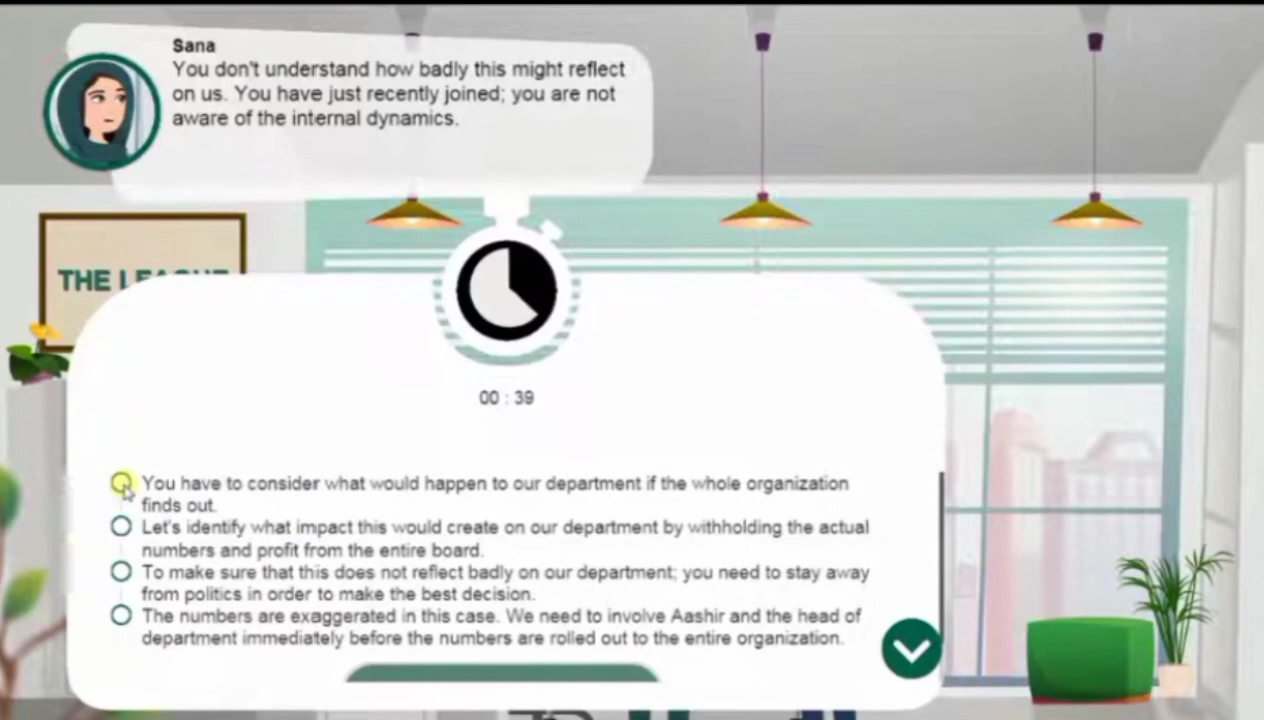 Sana
You don't understand how badly this might reflect
on us. You have just recently joined; you are not
aware of the internal dynamics.
THE
00 : 39
You have to consider what would happen to our department if the whole organization
finds out.
Let's identify what impact this would create on our department by withholding the actual
numbers and profit from the entire board.
To make sure that this does not reflect badly on our department; you need to stay away
from politics in order to make the best decision.
The numbers are exaggerated in this case. We need to involve Aashir and the head of
department immediately before the numbers are rolled out to the entire organization.